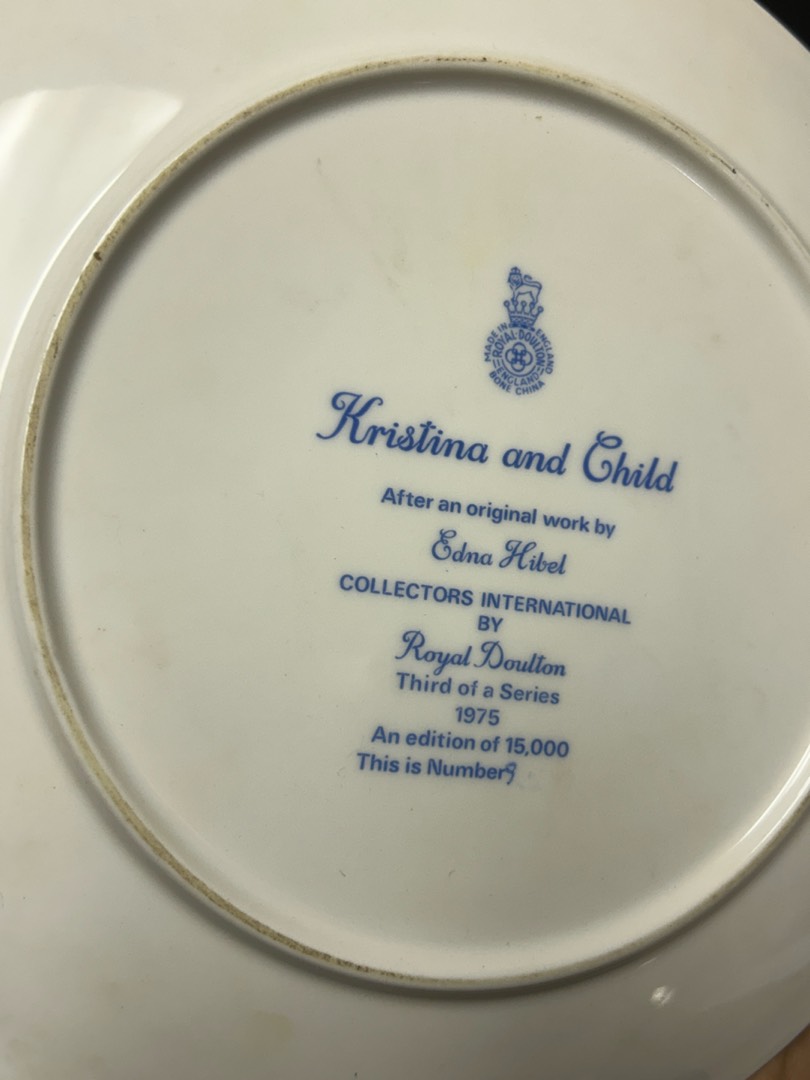 MADE IN ENGLAND
ROYAL DOULTON
ENGLAND
BONE CHINA
Kristina and Child
After an original work by
Edna Hibel
COLLECTORS INTERNATIONAL
BY
Royal Doulton
Third of a Series
1975
An edition of 15,000
This is Number9